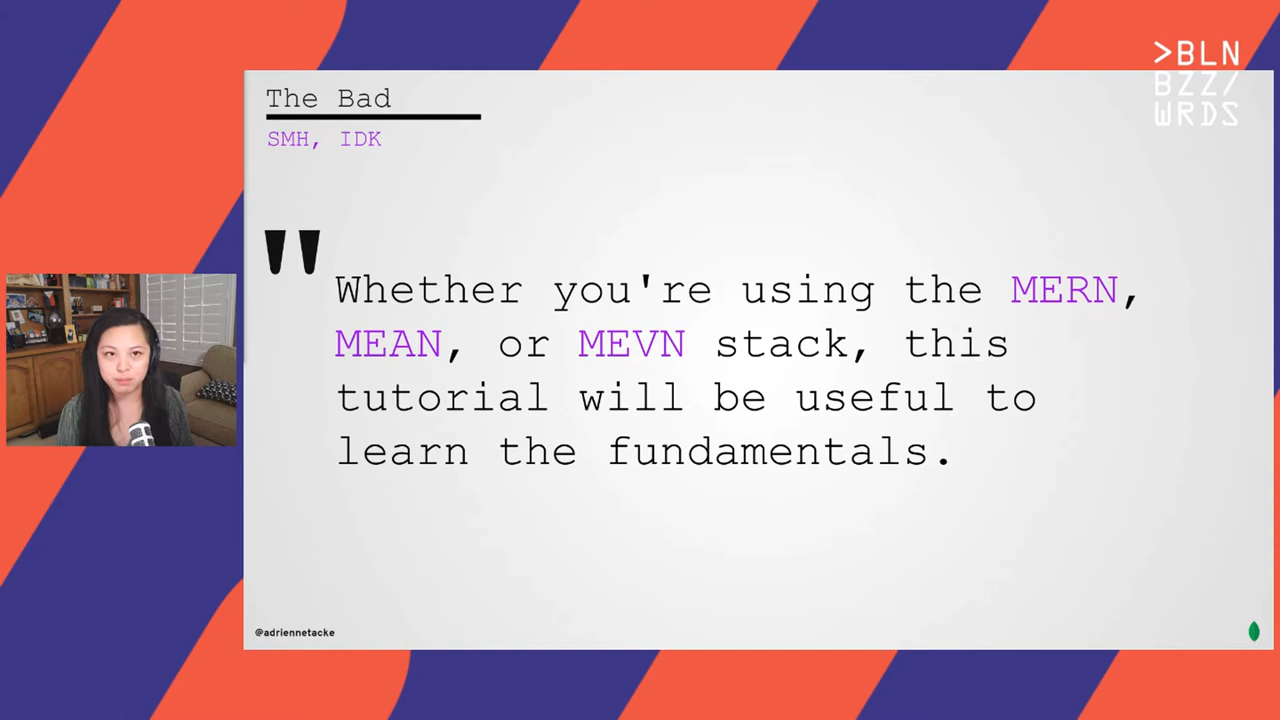 >BLN
BZZ/
WRDS
The Bad
SMH, IDK
"Whether you're using the MERN,
MEAN, or MEVN stack, this
tutorial will be useful to
learn the fundamentals.
@adriennetacke